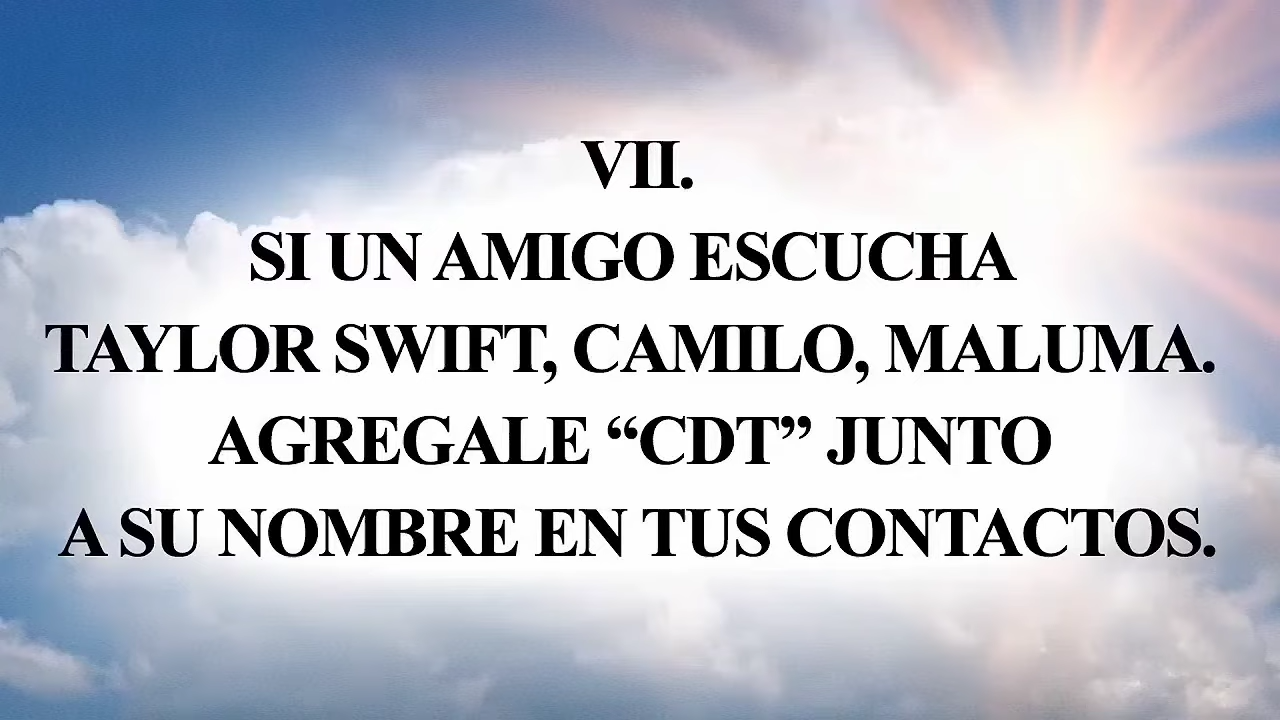 VII.
SI UN AMIGO ESCUCHA
TAYLOR SWIFT, CAMILO, MALUMA.
AGREGALE “CDT” JUNTO
A SU NOMBRE EN TUS CONTACTOS.